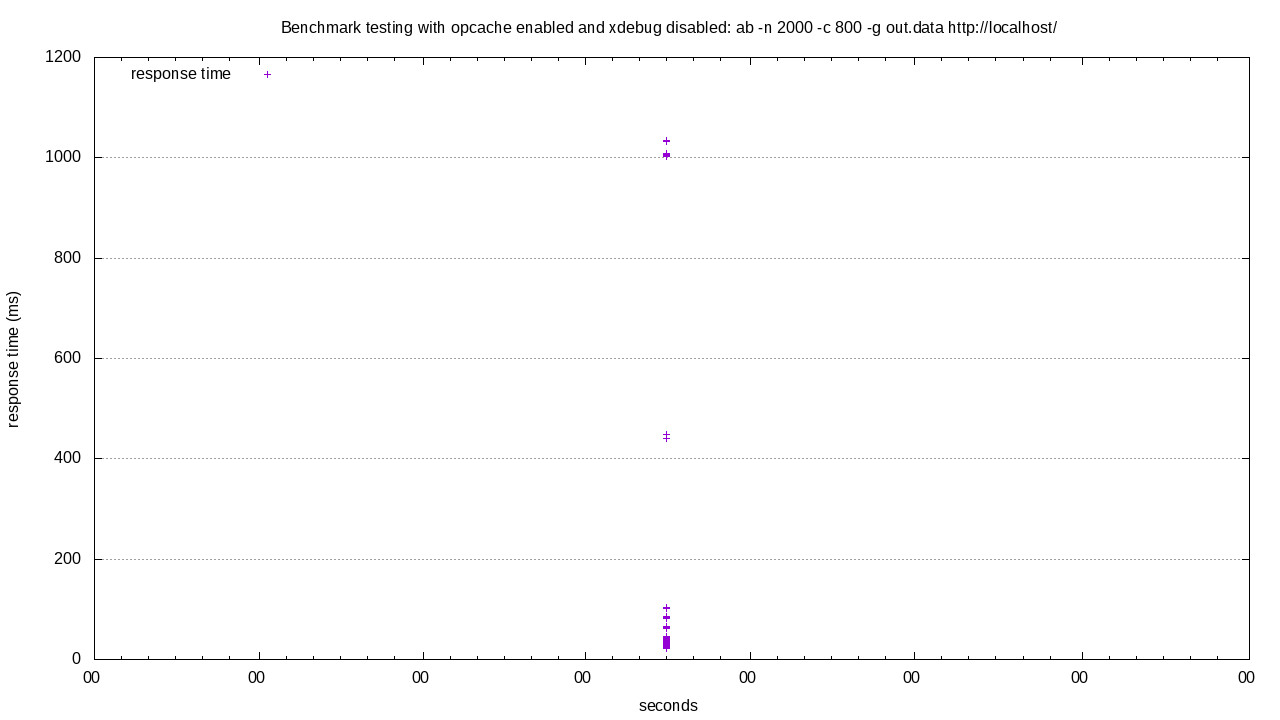 Benchmark testing with opcache enabled and xdebug disabled: ab -n 2000 -c 800 -g out.data http://localhost/
1200
response time
1000
800
600
400
200
0
response time (ms)
00 00 00 00 00 00 00 00
seconds